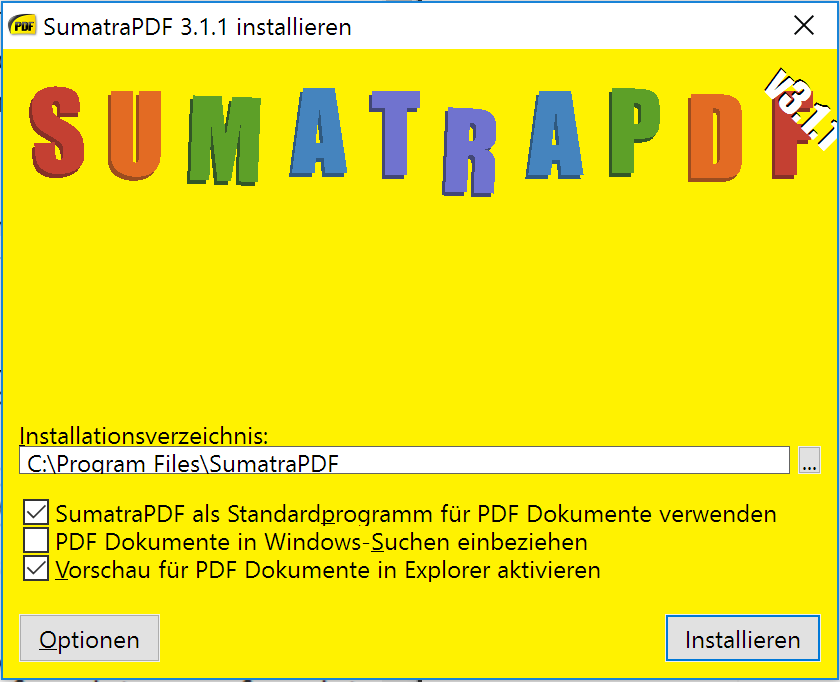 PDF SumatraPDF 3.1.1 installieren
SUMATRAPDF v3.1.1
Installationsverzeichnis:
C:\Program Files\SumatraPDF
...
SumatraPDF als Standardprogramm für PDF Dokumente verwenden
PDF Dokumente in Windows-Suchen einbeziehen
Vorschau für PDF Dokumente in Explorer aktivieren
Optionen Installieren